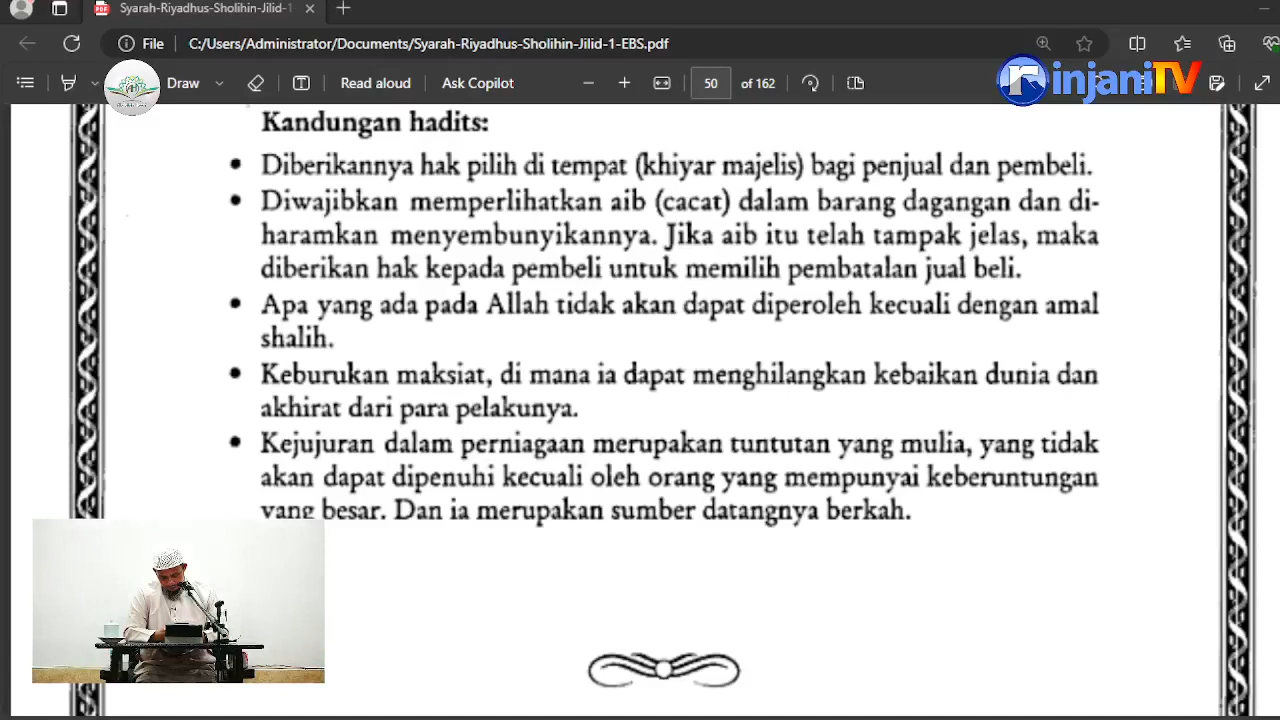 Syarah-Riyadhus-Sholihin-Jilid-1
File C:/Users/Administrator/Documents/Syarah-Riyadhus-Sholihin-Jilid-1-EBS.pdf
Draw Read aloud Ask Copilot 50 of 162
injaniTV
Kandungan hadits:
• Diberikannya hak pilih di tempat (khiyar majelis) bagi penjual dan pembeli.
• Diwajibkan memperlihatkan aib (cacat) dalam barang dagangan dan di-
haramkan menyembunyikannya. Jika aib itu telah tampak jelas, maka
diberikan hak kepada pembeli untuk memilih pembatalan jual beli.
• Apa yang ada pada Allah tidak akan dapat diperoleh kecuali dengan amal
shalih.
• Keburukan maksiat, di mana ia dapat menghilangkan kebaikan dunia dan
akhirat dari para pelakunya.
• Kejujuran dalam perniagaan merupakan tuntutan yang mulia, yang tidak
akan dapat dipenuhi kecuali oleh orang yang mempunyai keberuntungan
yang besar. Dan ia merupakan sumber datangnya berkah.